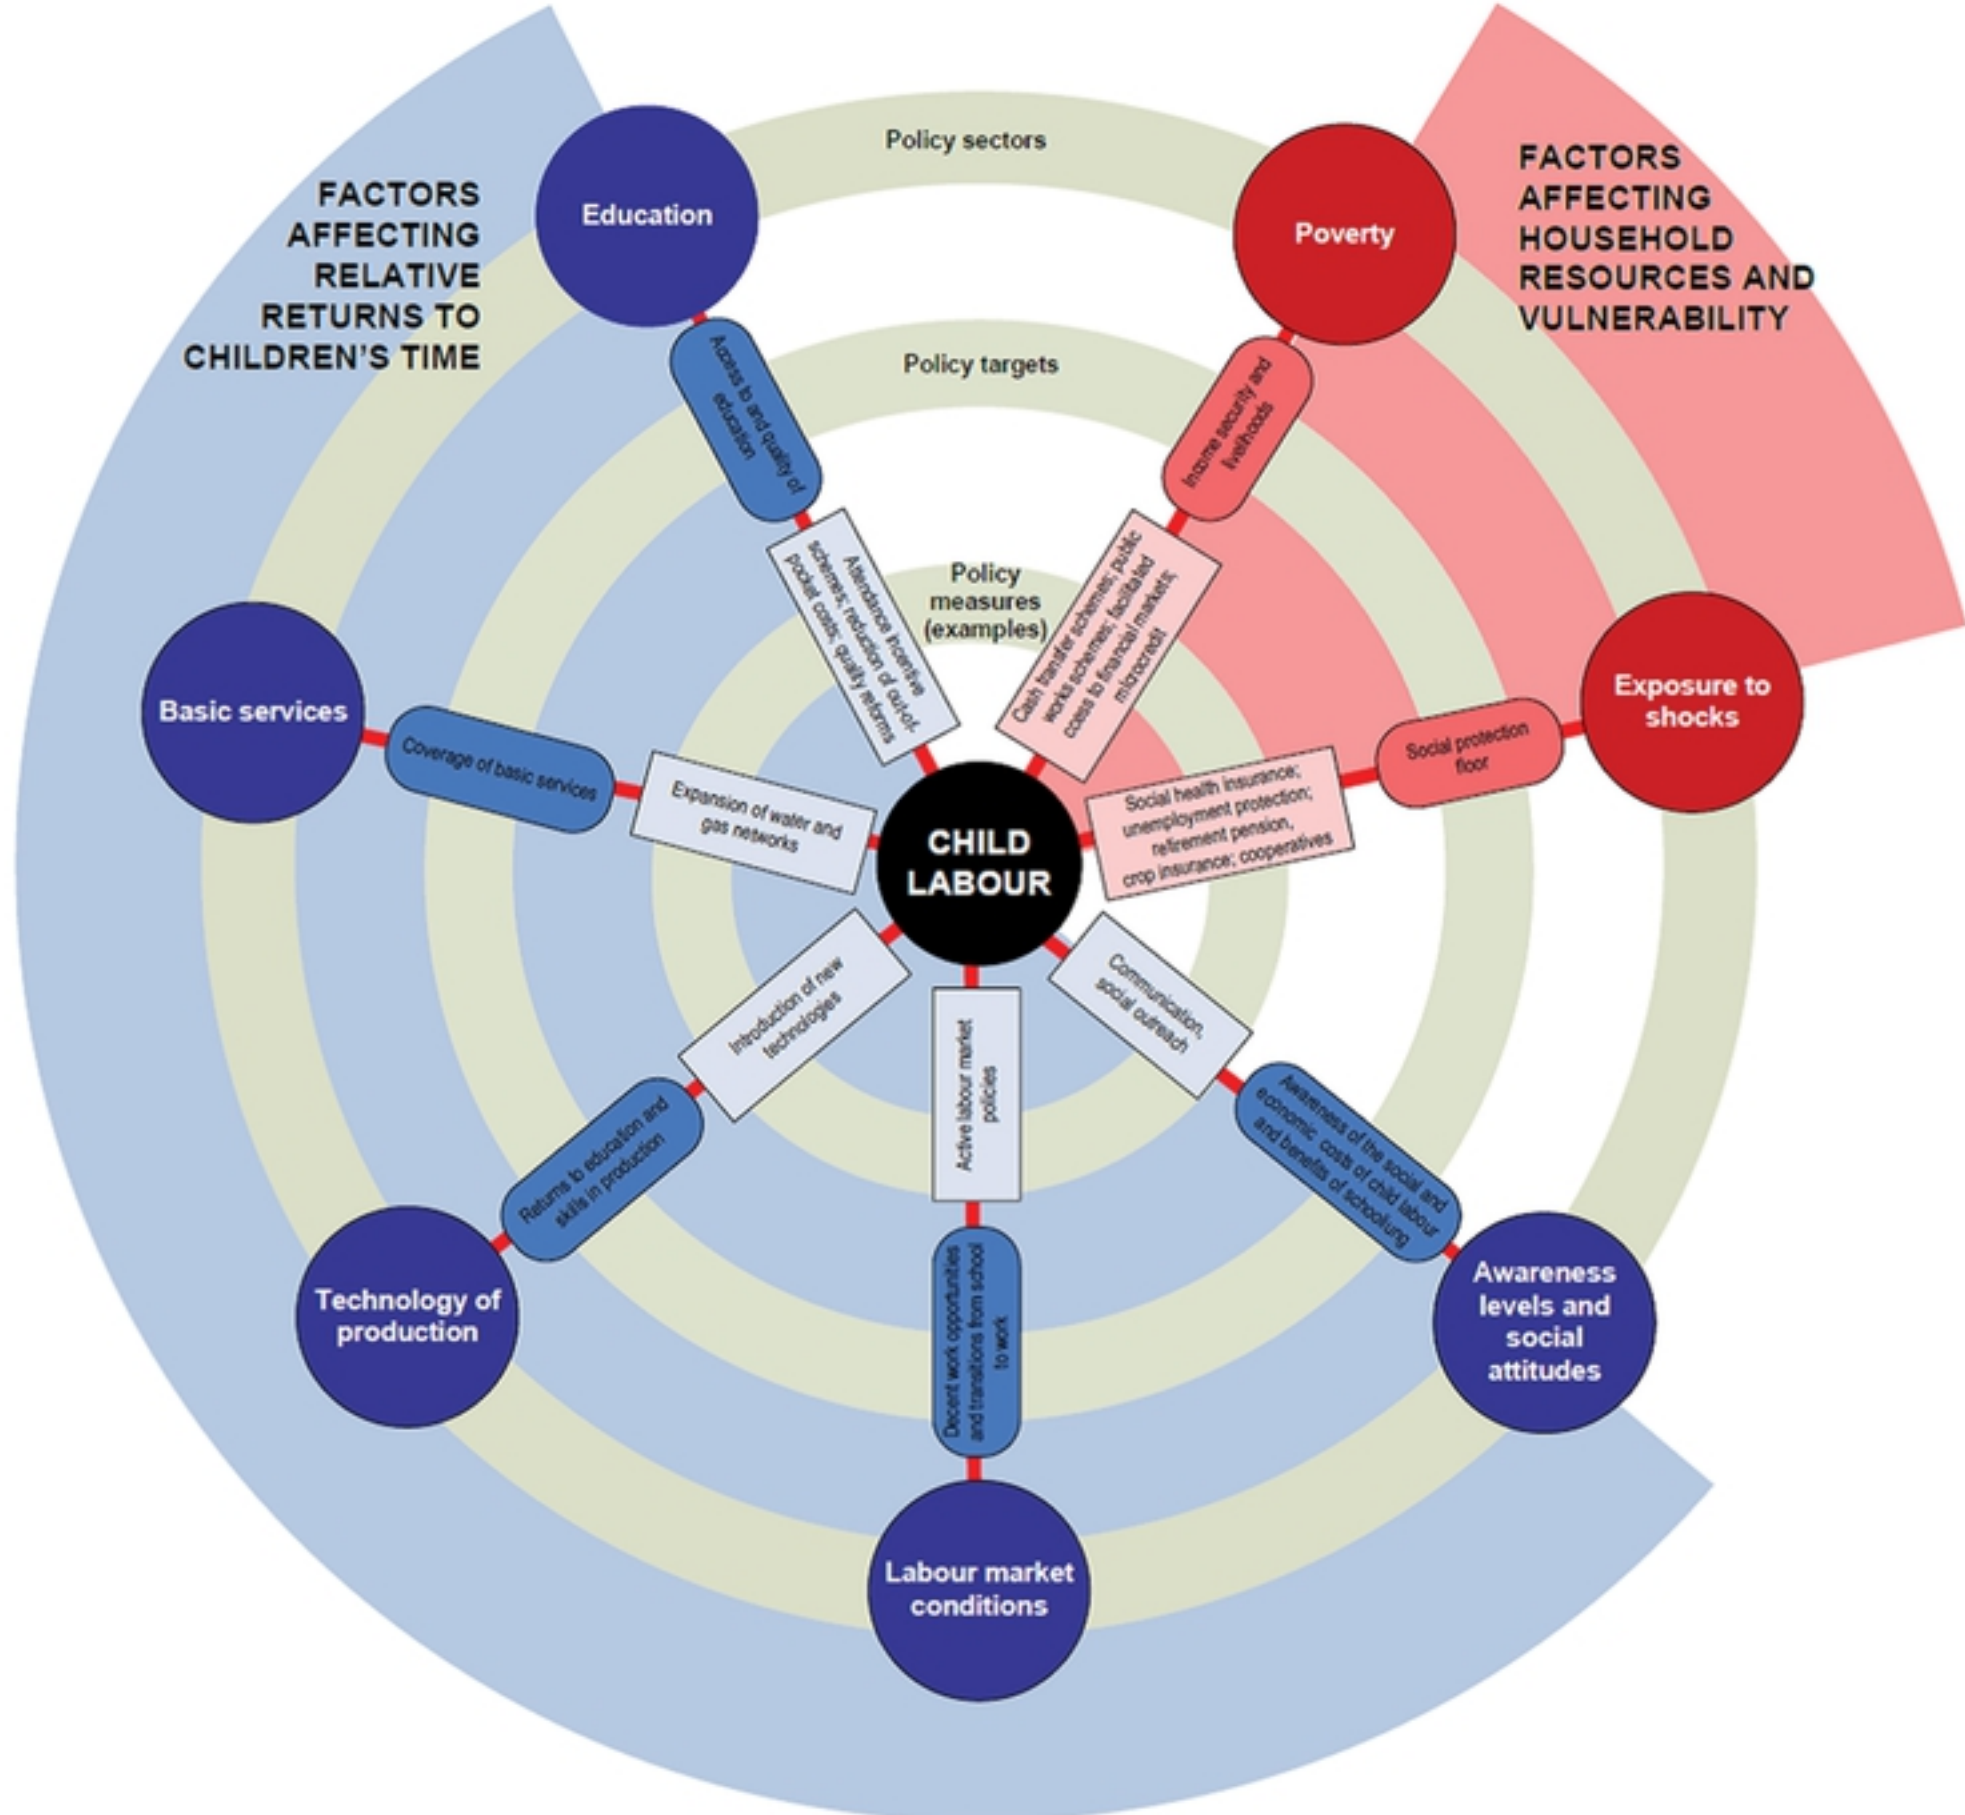 FACTORS
AFFECTING
RELATIVE
RETURNS TO
CHILDREN'S TIME
Education
Policy sectors
Poverty
FACTORS
AFFECTING
HOUSEHOLD
RESOURCES AND
VULNERABILITY
Policy targets
Access to and quality of
education
Income security and
livelihoods
Policy
measures
(examples)
Attendance incentive
schemes; reduction of out-of-
pocket costs; quality reforms
Cash transfer schemes; public
works schemes; facilitated
ccess to financial markets;
microcredit
Basic services
Coverage of basic services
Expansion of water and
gas networks
CHILD
LABOUR
Social health insurance;
unemployment protection;
retirement pension,
crop insurance; cooperatives
Social protection
floor
Exposure to
shocks
Introduction of new
technologies
Returns to education and
skills in production
Technology of
production
Active labour market
policies
Decent work opportunities
and transitions from school
to work
Labour market
conditions
Communication,
social outreach
Awareness of the social and
economic costs of child labour
and benefits of schoolung
Awareness
levels and
social
attitudes